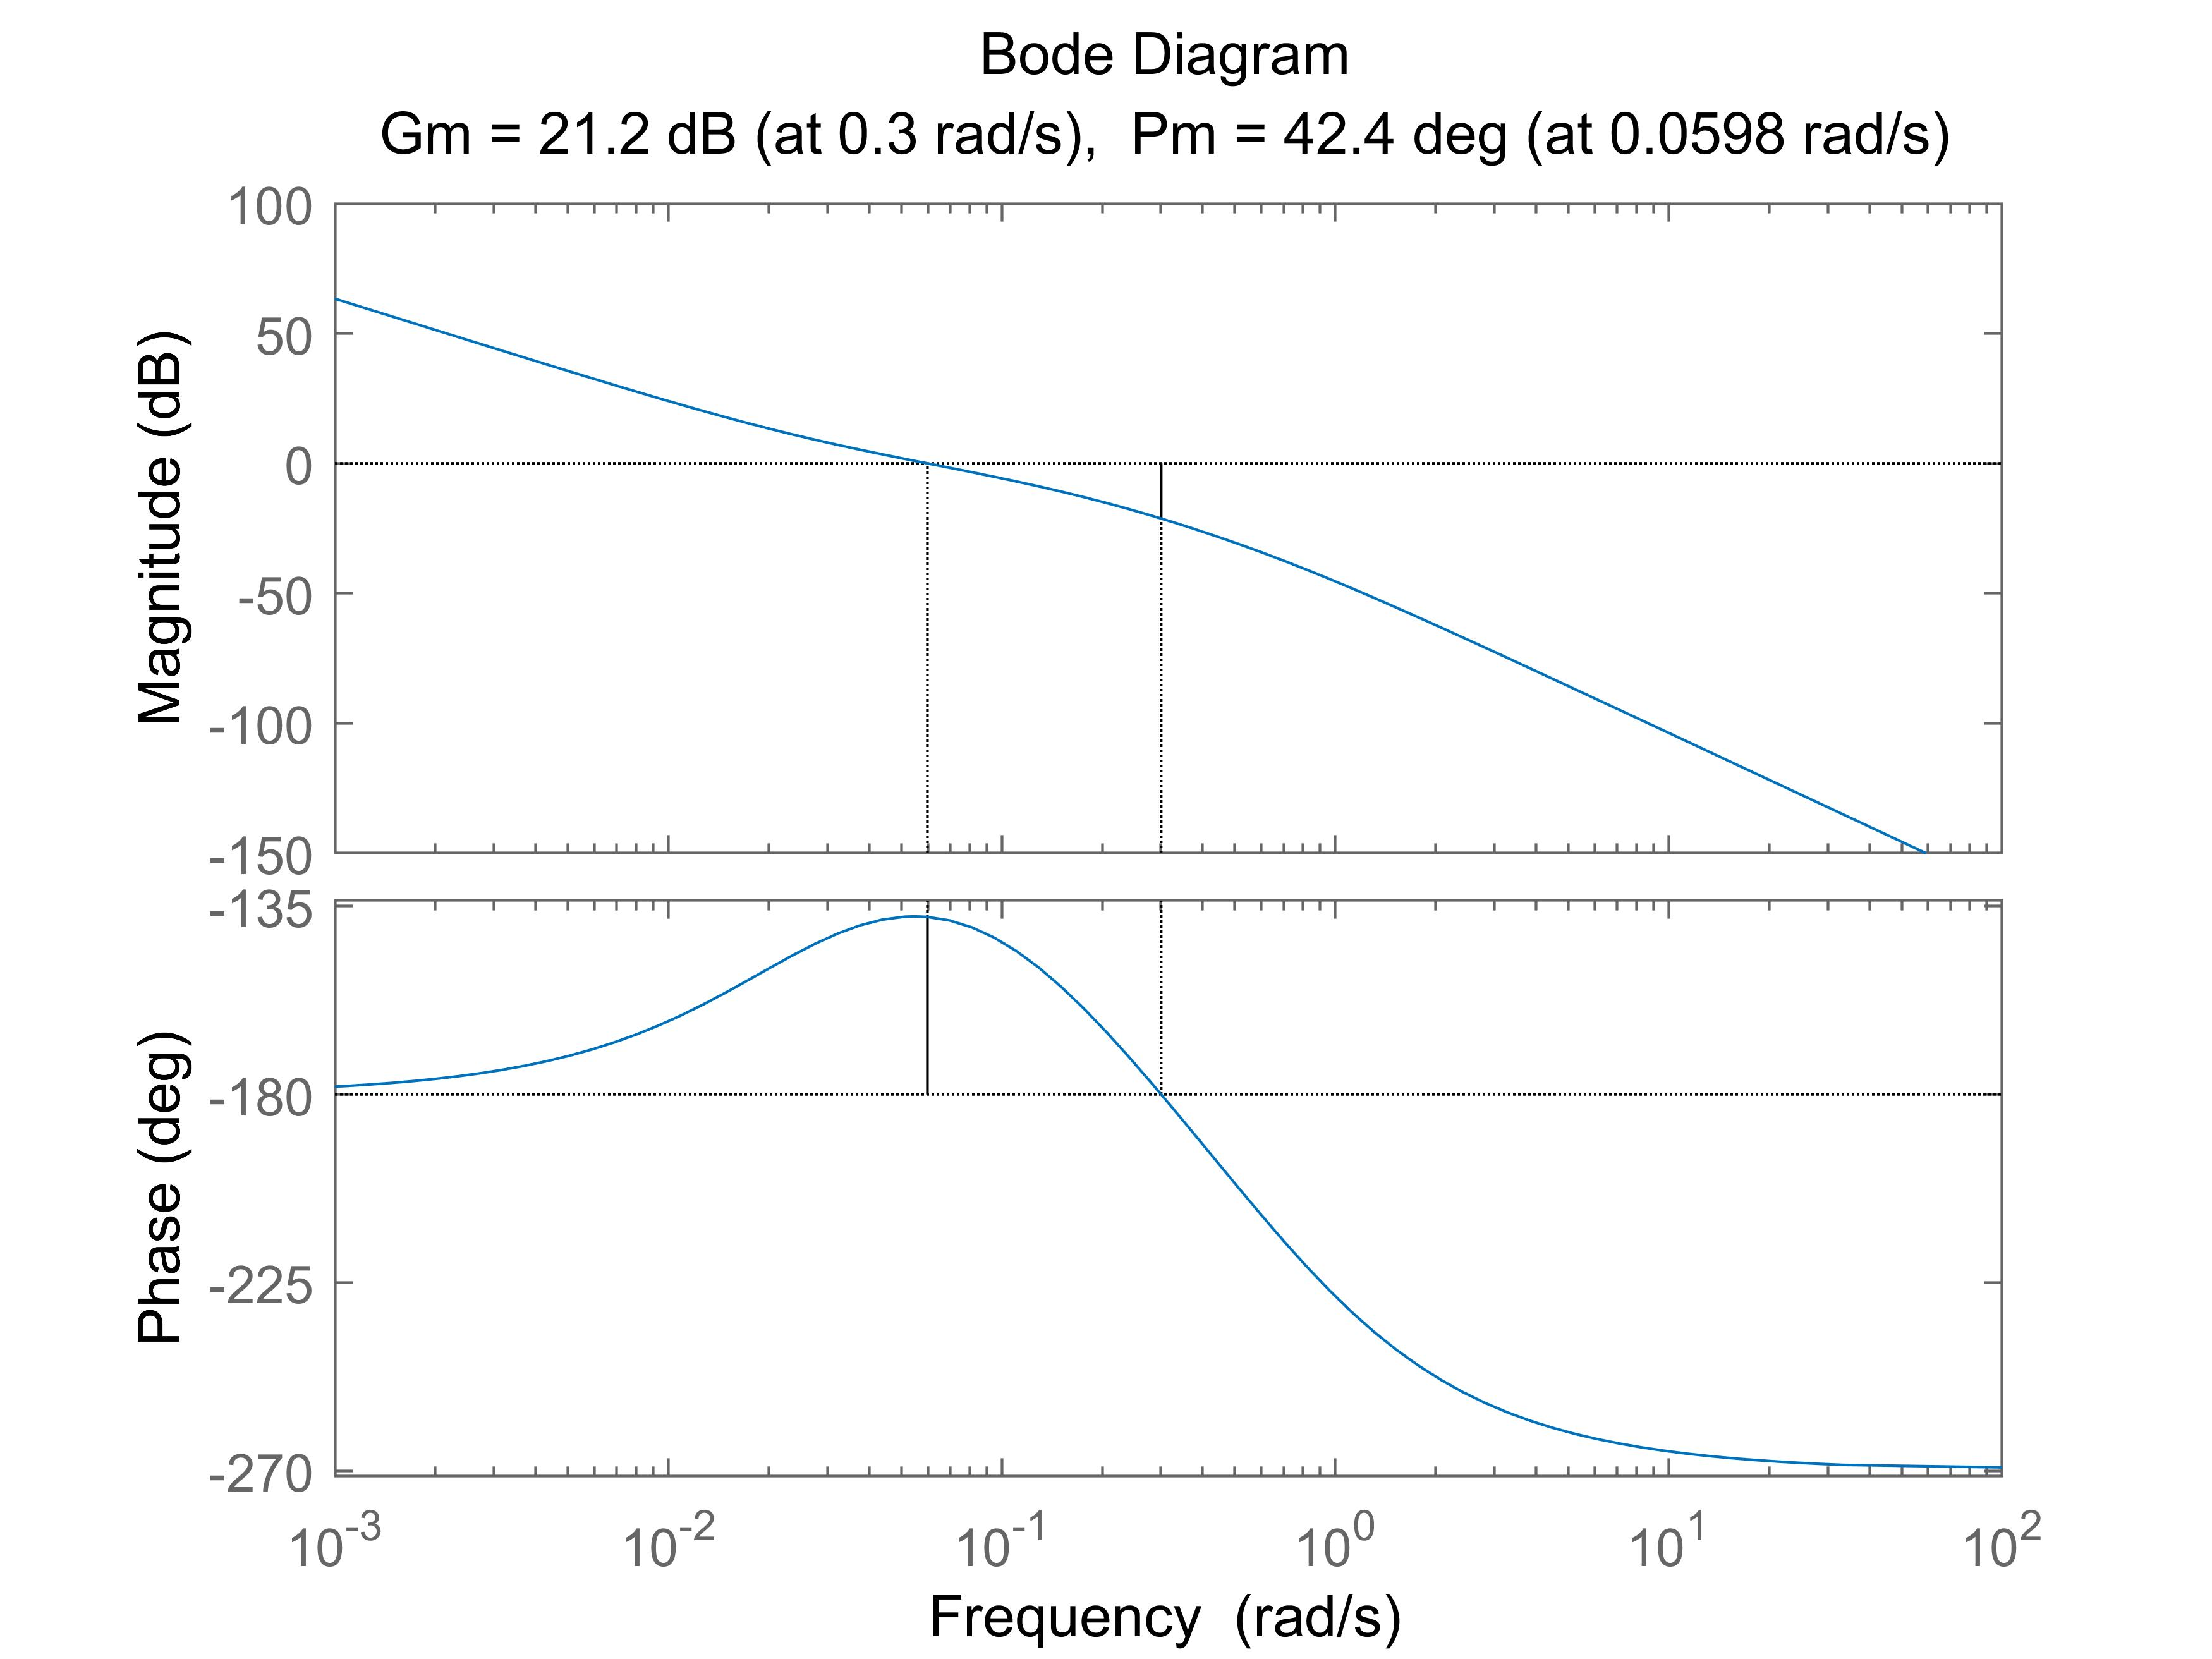 Bode Diagram
Gm = 21.2 dB (at 0.3 rad/s),  Pm = 42.4 deg (at 0.0598 rad/s)
Magnitude (dB)
100
50
0
-50
-100
-150
Phase (deg)
-135
-180
-225
-270
10^-3 10^-2 10^-1 10^0 10^1 10^2
Frequency  (rad/s)